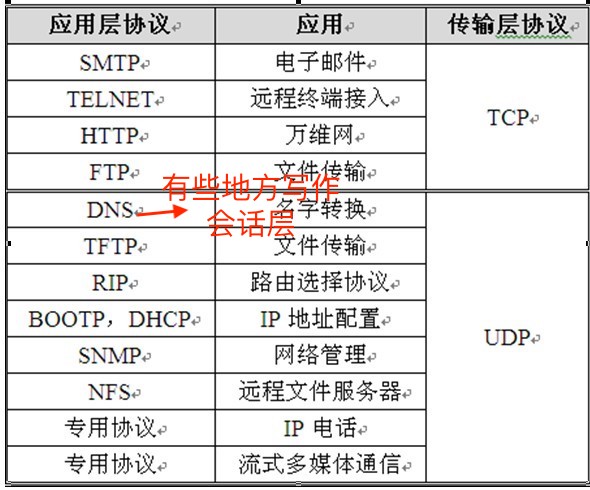 应用层协议 应用 传输层协议
SMTP 电子邮件
TELNET 远程终端接入
TCP
HTTP 万维网
FTP 文件传输
有些地方写作
会话层
DNS 名字转换
TFTP 文件传输
RIP 路由选择协议
BOOTP，DHCP IP 地址配置
UDP
SNMP 网络管理
NFS 远程文件服务器
专用协议 IP 电话
专用协议 流式多媒体通信